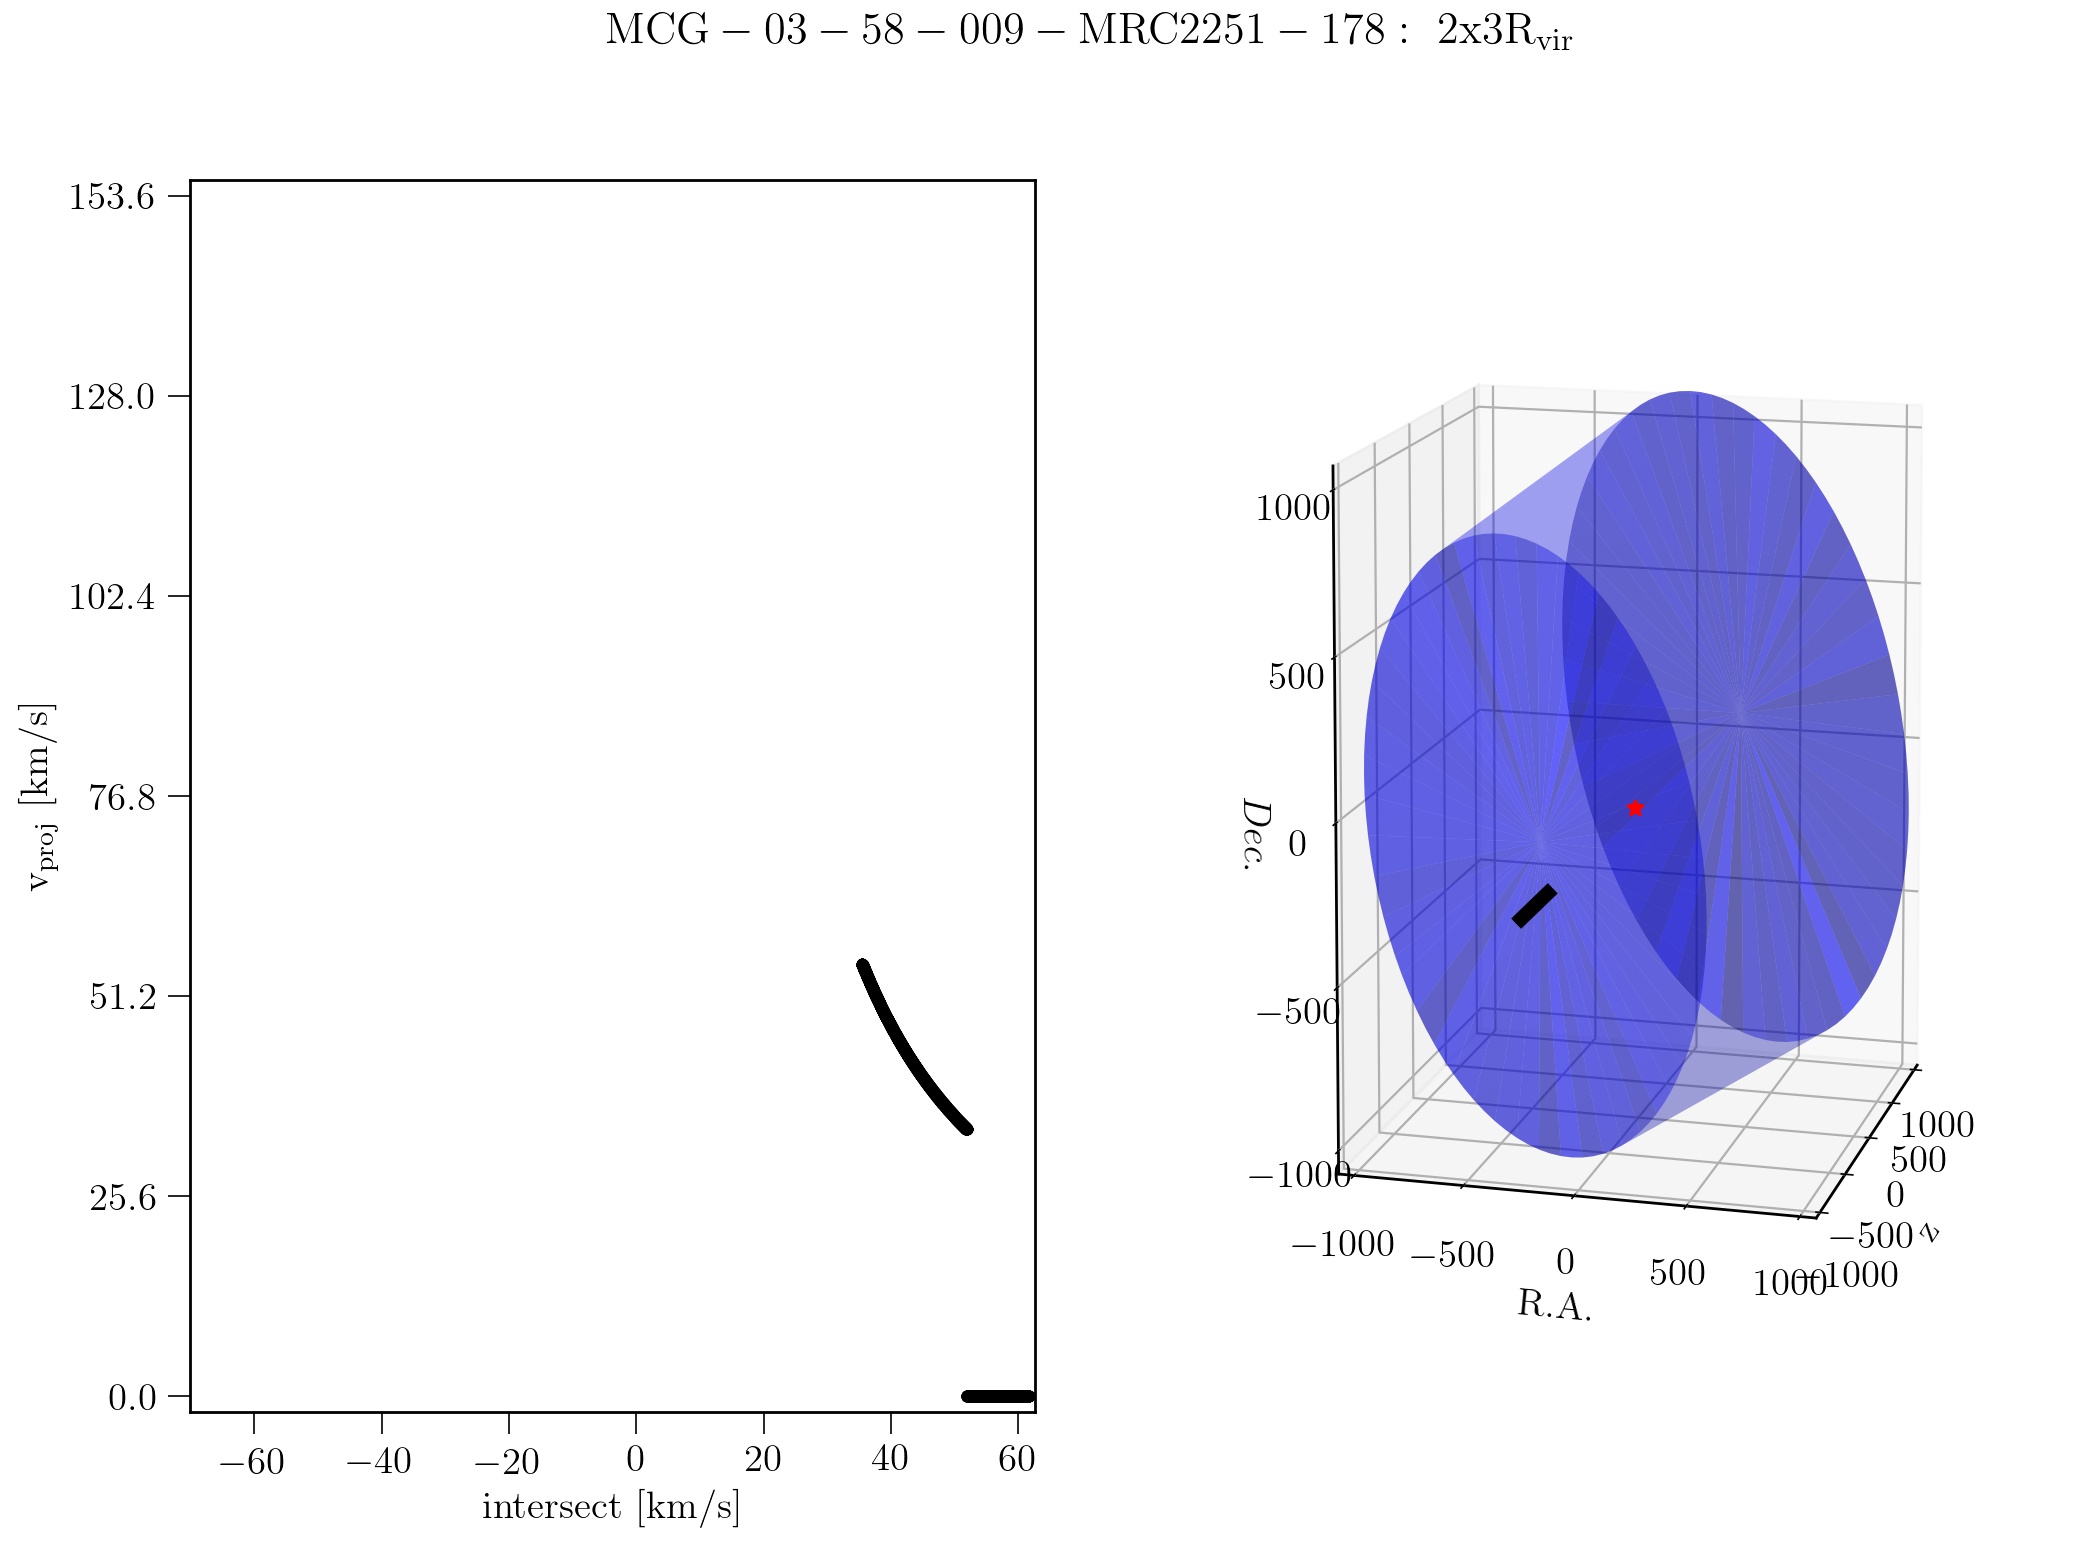 MCG − 03 − 58 − 009 − MRC2251 − 178 : 2x3Rvir
153.6
128.0
102.4
76.8
51.2
25.6
0.0
vproj [km/s]
−60 −40 −20 0 20 40 60
intersect [km/s]
1000
500
0
−500
−1000
Dec.
−1000 −500 0 500 1000
R.A.
1000
500
0
−500
−1000
z